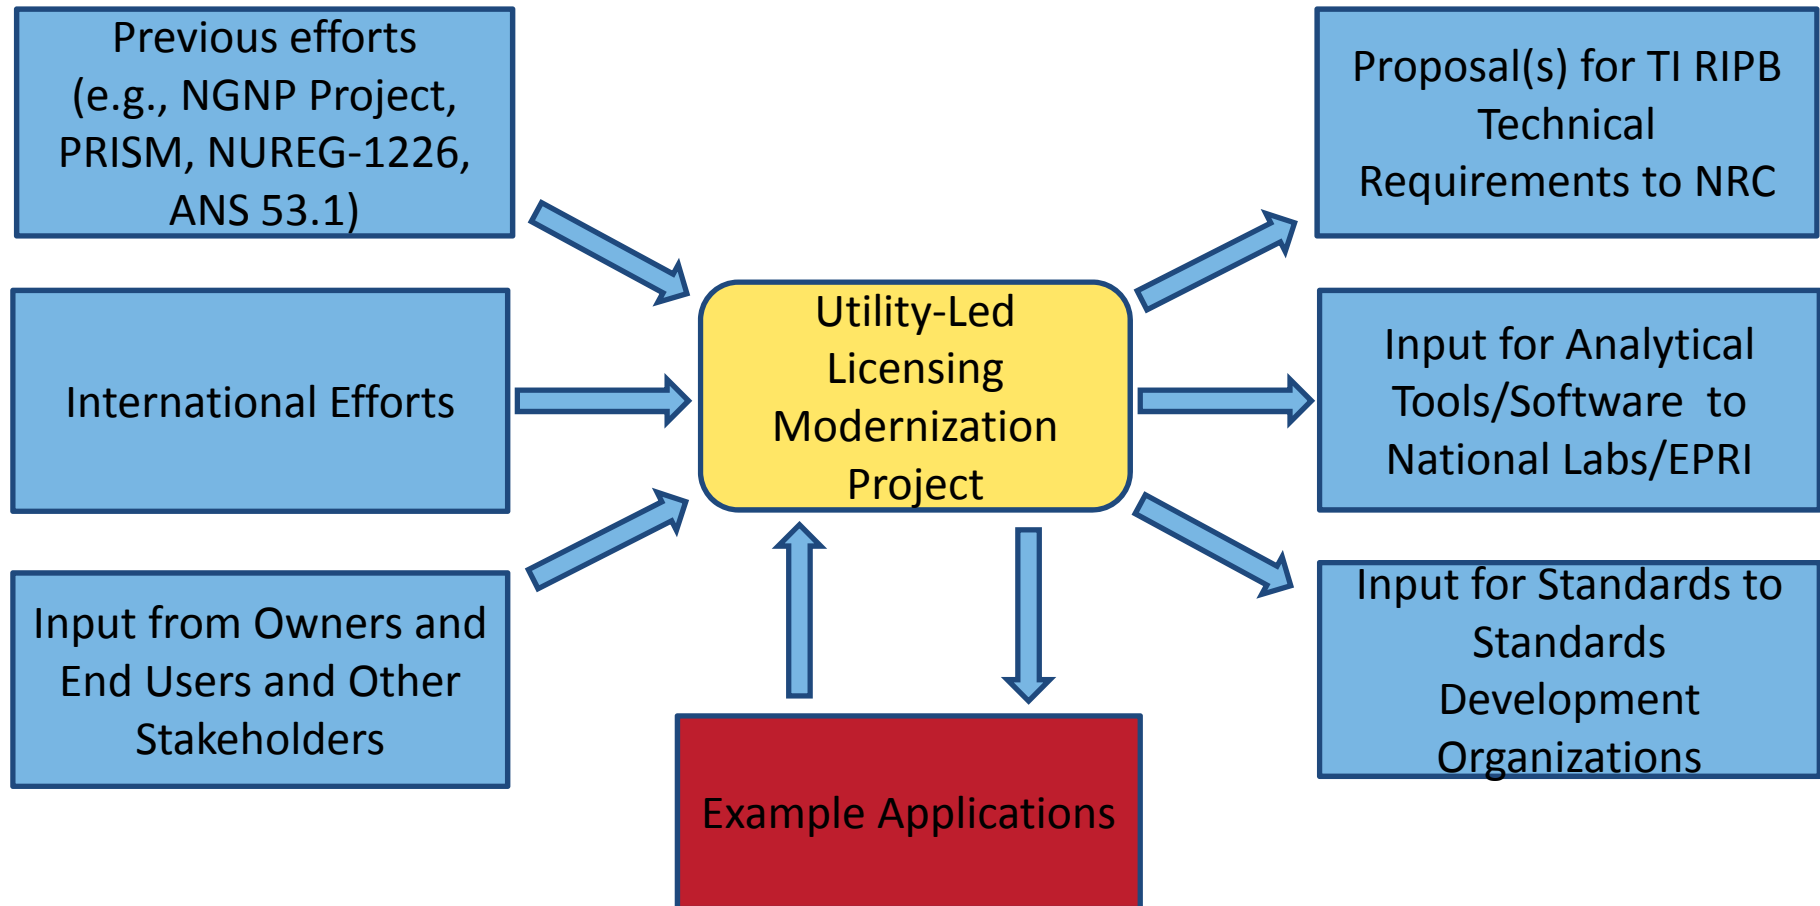 Previous efforts
(e.g., NGNP Project,
PRISM, NUREG-1226,
ANS 53.1)
International Efforts
Input from Owners and
End Users and Other
Stakeholders
Utility-Led
Licensing
Modernization
Project
Example Applications
Proposal(s) for TI RIPB
Technical
Requirements to NRC
Input for Analytical
Tools/Software to
National Labs/EPRI
Input for Standards to
Standards
Development
Organizations